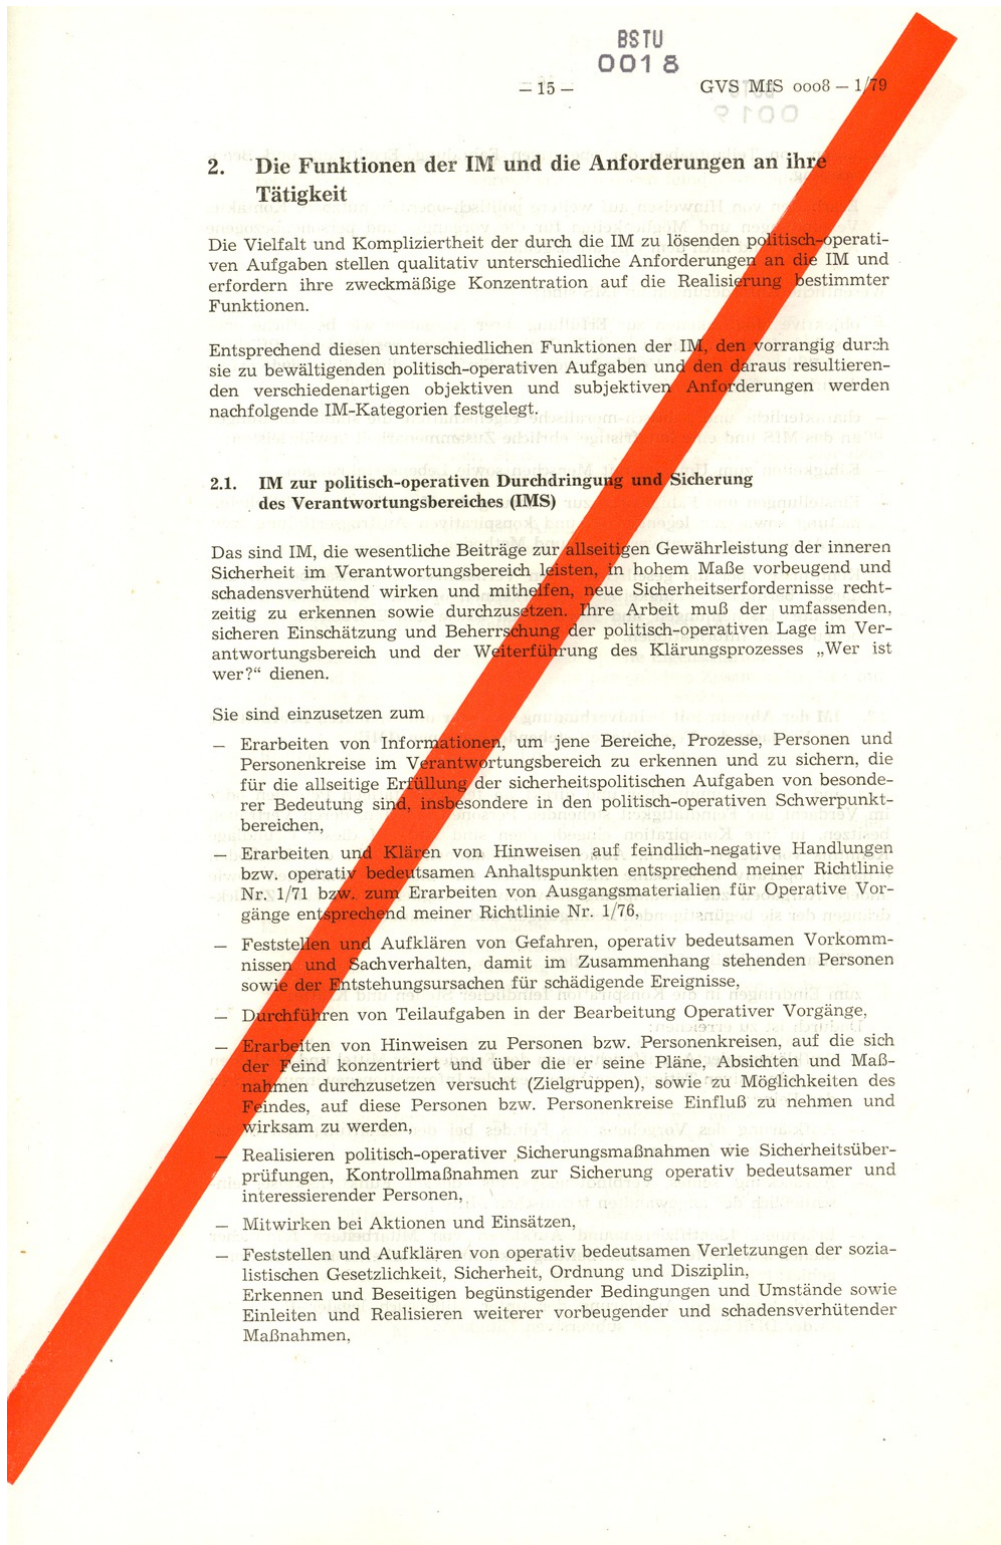 BSTU
0018
— 15 —
GVS MfS 0008 — 1/79
2. Die Funktionen der IM und die Anforderungen an ihre
Tätigkeit
Die Vielfalt und Kompliziertheit der durch die IM zu lösenden politisch-operati-
ven Aufgaben stellen qualitativ unterschiedliche Anforderungen an die IM und
erfordern ihre zweckmäßige Konzentration auf die Realisierung bestimmter
Funktionen.
Entsprechend diesen unterschiedlichen Funktionen der IM, den vorrangig durch
sie zu bewältigenden politisch-operativen Aufgaben und den daraus resultieren-
den verschiedenartigen objektiven und subjektiven Anforderungen werden
nachfolgende IM-Kategorien festgelegt.
2.1. IM zur politisch-operativen Durchdringung und Sicherung
des Verantwortungsbereiches (IMS)
Das sind IM, die wesentliche Beiträge zur allseitigen Gewährleistung der inneren
Sicherheit im Verantwortungsbereich leisten, in hohem Maße vorbeugend und
schadensverhütend wirken und mithelfen, neue Sicherheitserfordernisse recht-
zeitig zu erkennen sowie durchzusetzen. Ihre Arbeit muß der umfassenden,
sicheren Einschätzung und Beherrschung der politisch-operativen Lage im Ver-
antwortungsbereich und der Weiterführung des Klärungsprozesses „Wer ist
wer?“ dienen.
Sie sind einzusetzen zum
— Erarbeiten von Informationen, um jene Bereiche, Prozesse, Personen und
Personenkreise im Verantwortungsbereich zu erkennen und zu sichern, die
für die allseitige Erfüllung der sicherheitspolitischen Aufgaben von besonde-
rer Bedeutung sind, insbesondere in den politisch-operativen Schwerpunkt-
bereichen,
— Erarbeiten und Klären von Hinweisen auf feindlich-negative Handlungen
bzw. operativ bedeutsamen Anhaltspunkten entsprechend meiner Richtlinie
Nr. 1/71 bzw. zum Erarbeiten von Ausgangsmaterialien für Operative Vor-
gänge entsprechend meiner Richtlinie Nr. 1/76,
— Feststellen und Aufklären von Gefahren, operativ bedeutsamen Vorkomm-
nissen und Sachverhalten, damit im Zusammenhang stehenden Personen
sowie der Entstehungsursachen für schädigende Ereignisse,
— Durchführen von Teilaufgaben in der Bearbeitung Operativer Vorgänge,
— Erarbeiten von Hinweisen zu Personen bzw. Personenkreisen, auf die sich
der Feind konzentriert und über die er seine Pläne, Absichten und Maß-
nahmen durchzusetzen versucht (Zielgruppen), sowie zu Möglichkeiten des
Feindes, auf diese Personen bzw. Personenkreise Einfluß zu nehmen und
wirksam zu werden,
— Realisieren politisch-operativer Sicherungsmaßnahmen wie Sicherheitsüber-
prüfungen, Kontrollmaßnahmen zur Sicherung operativ bedeutsamer und
interessierender Personen,
— Mitwirken bei Aktionen und Einsätzen,
— Feststellen und Aufklären von operativ bedeutsamen Verletzungen der sozia-
listischen Gesetzlichkeit, Sicherheit, Ordnung und Disziplin,
Erkennen und Beseitigen begünstigender Bedingungen und Umstände sowie
Einleiten und Realisieren weiterer vorbeugender und schadensverhütender
Maßnahmen,